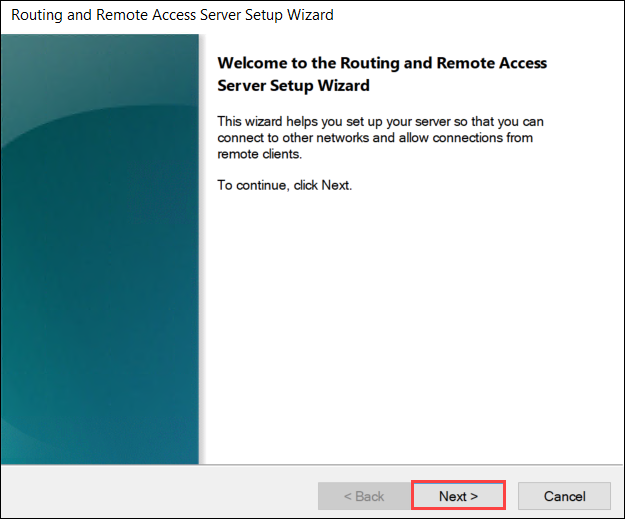 Routing and Remote Access Server Setup Wizard
Welcome to the Routing and Remote Access
Server Setup Wizard
This wizard helps you set up your server so that you can
connect to other networks and allow connections from
remote clients.
To continue, click Next.
< Back Next > Cancel